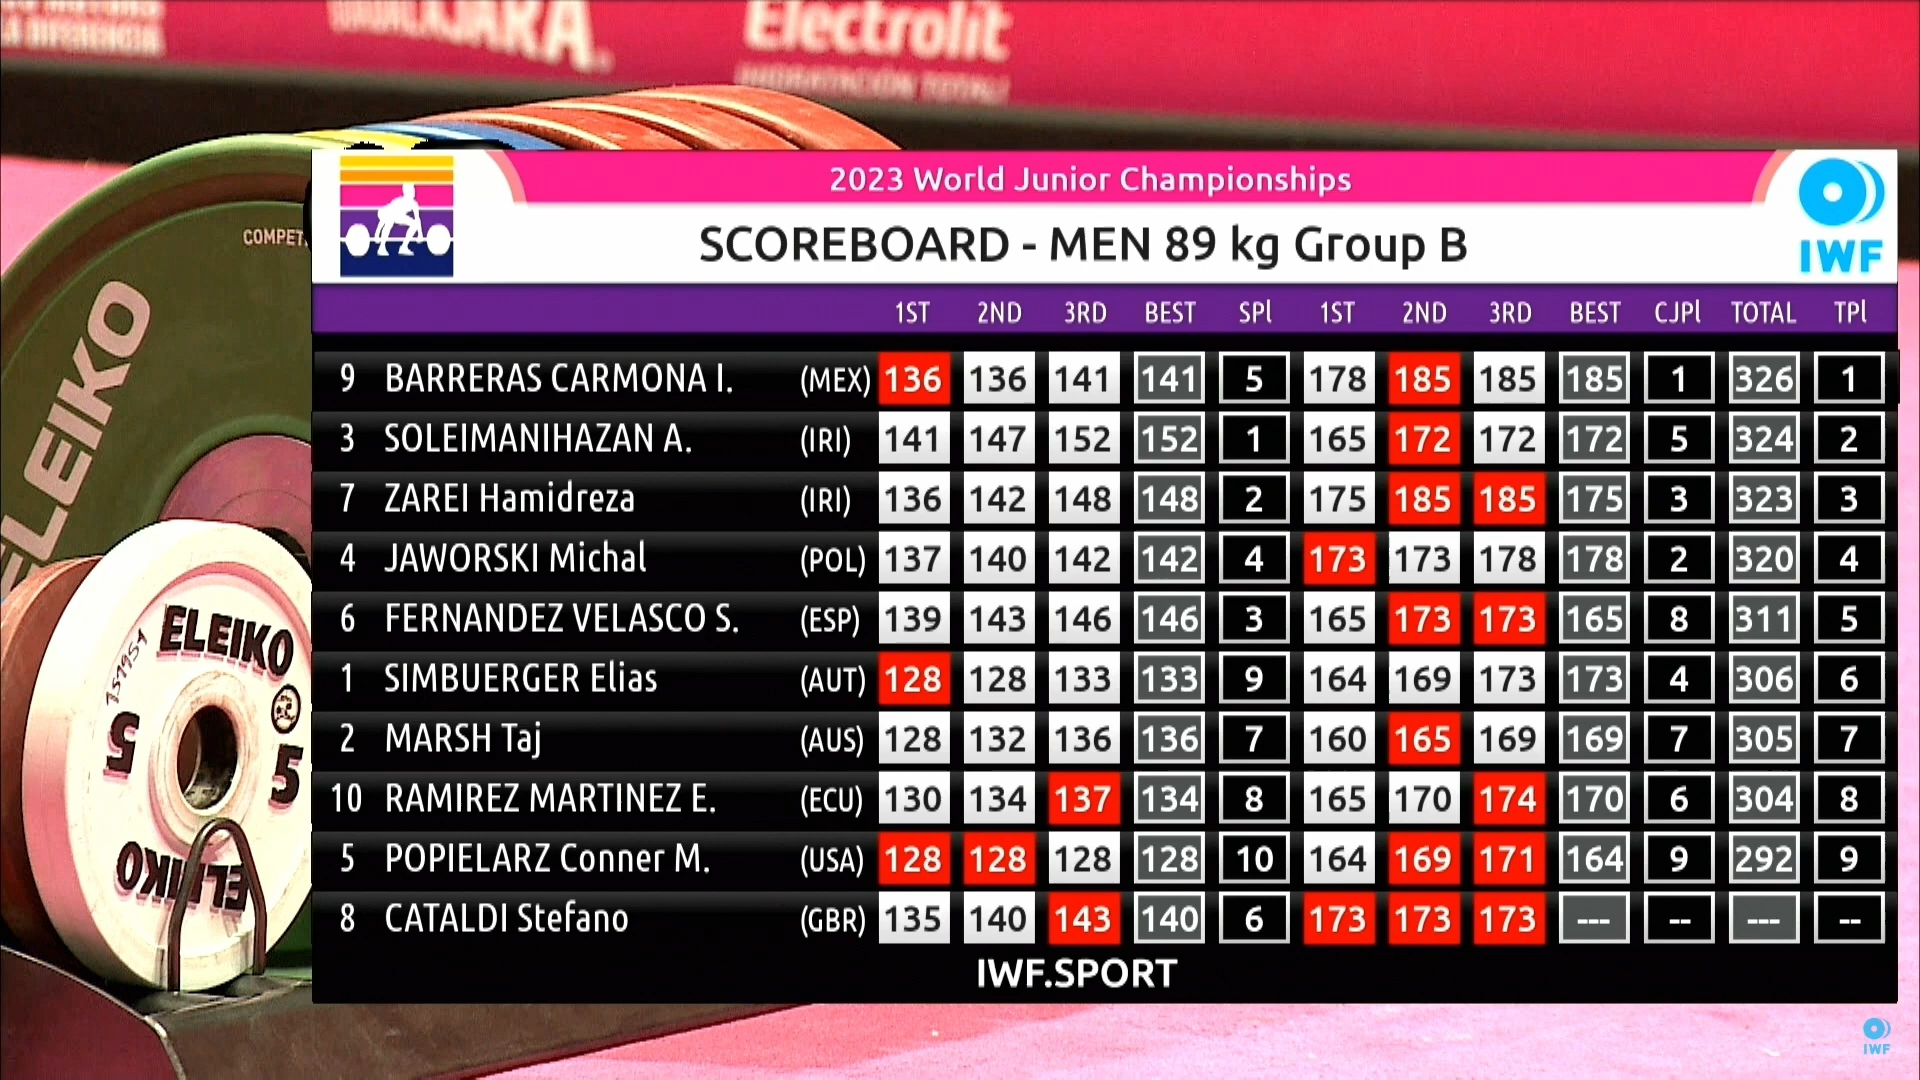 LA DIFERENCIA
Electrolit
¡HIDRATACIÓN TOTAL!
COMPET
ELEIKO
ELEIKO
151951
5
5
ELEIKO
2023 World Junior Championships
SCOREBOARD - MEN 89 kg Group B
IWF
1ST 2ND 3RD BEST SPl 1ST 2ND 3RD BEST CJPl TOTAL TPl
9 BARRERAS CARMONA I. (MEX) 136 136 141 141 5 178 185 185 185 1 326 1
3 SOLEIMANIHAZAN A. (IRI) 141 147 152 152 1 165 172 172 172 5 324 2
7 ZAREI Hamidreza (IRI) 136 142 148 148 2 175 185 185 175 3 323 3
4 JAWORSKI Michal (POL) 137 140 142 142 4 173 173 178 178 2 320 4
6 FERNANDEZ VELASCO S. (ESP) 139 143 146 146 3 165 173 173 165 8 311 5
1 SIMBUERGER Elias (AUT) 128 128 133 133 9 164 169 173 173 4 306 6
2 MARSH Taj (AUS) 128 132 136 136 7 160 165 169 169 7 305 7
10 RAMIREZ MARTINEZ E. (ECU) 130 134 137 134 8 165 170 174 170 6 304 8
5 POPIELARZ Conner M. (USA) 128 128 128 128 10 164 169 171 164 9 292 9
8 CATALDI Stefano (GBR) 135 140 143 140 6 173 173 173 --- -- --- --
IWF.SPORT
IWF